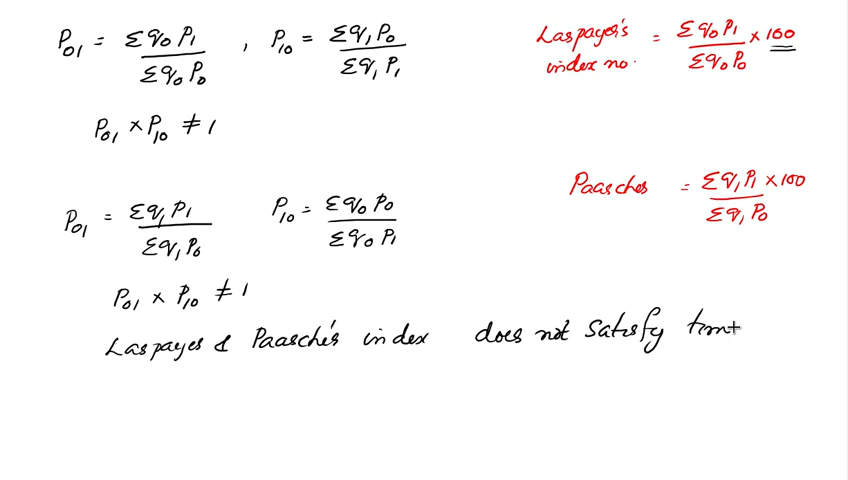 P₀₁ = Σq₀P₁ / Σq₀P₀ , P₁₀ = Σq₁P₀ / Σq₁P₁
P₀₁ × P₁₀ ≠ 1
Laspayer's index no. = Σq₀P₁ / Σq₀P₀ × 100
P₀₁ = Σq₁P₁ / Σq₁P₀ P₁₀ = Σq₀P₀ / Σq₀P₁
Paasches = Σq₁P₁ × 100 / Σq₁P₀
P₀₁ × P₁₀ ≠ 1
Laspayes & Paasche's index does not satisfy